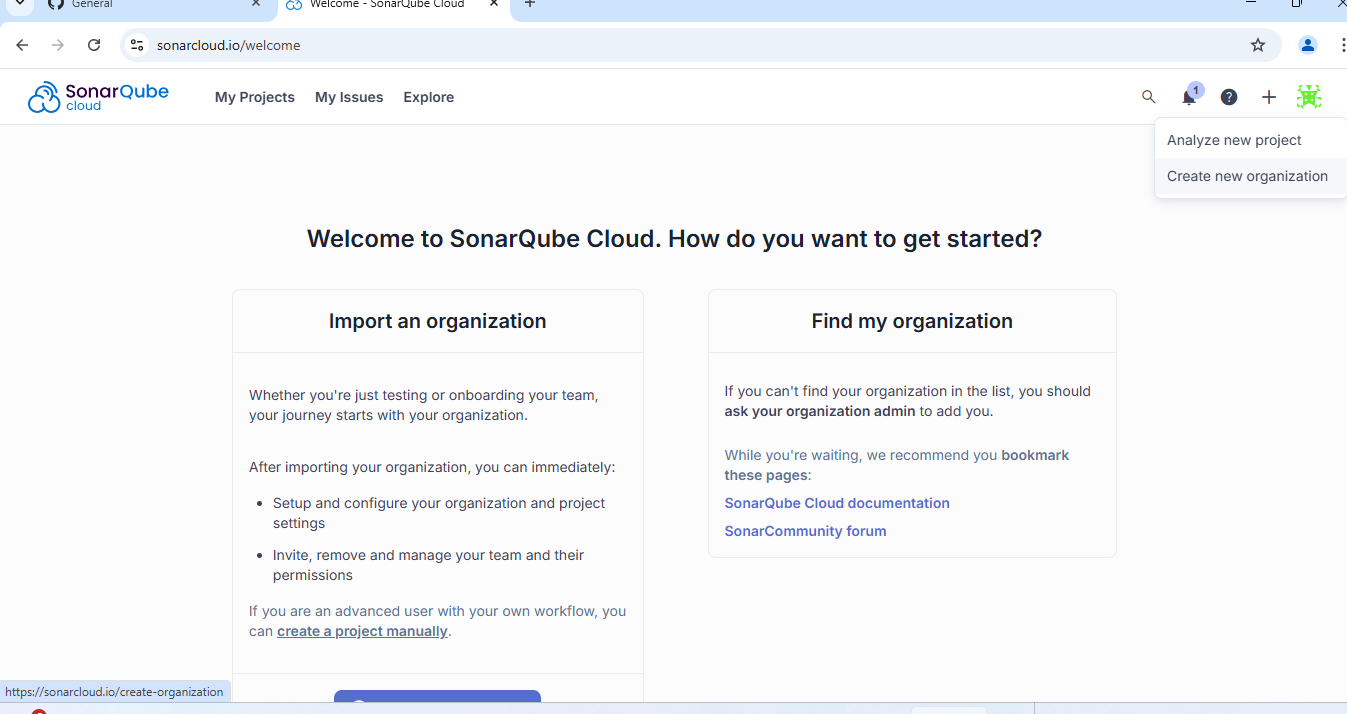 General
Welcome - SonarQube Cloud
sonarcloud.io/welcome
SonarQube cloud
My Projects
My Issues
Explore
1
?
Analyze new project
Create new organization
Welcome to SonarQube Cloud. How do you want to get started?
Import an organization
Whether you're just testing or onboarding your team,
your journey starts with your organization.
After importing your organization, you can immediately:
• Setup and configure your organization and project
settings
• Invite, remove and manage your team and their
permissions
If you are an advanced user with your own workflow, you
can create a project manually.
Find my organization
If you can't find your organization in the list, you should
ask your organization admin to add you.
While you're waiting, we recommend you bookmark
these pages:
SonarQube Cloud documentation
SonarCommunity forum
https://sonarcloud.io/create-organization